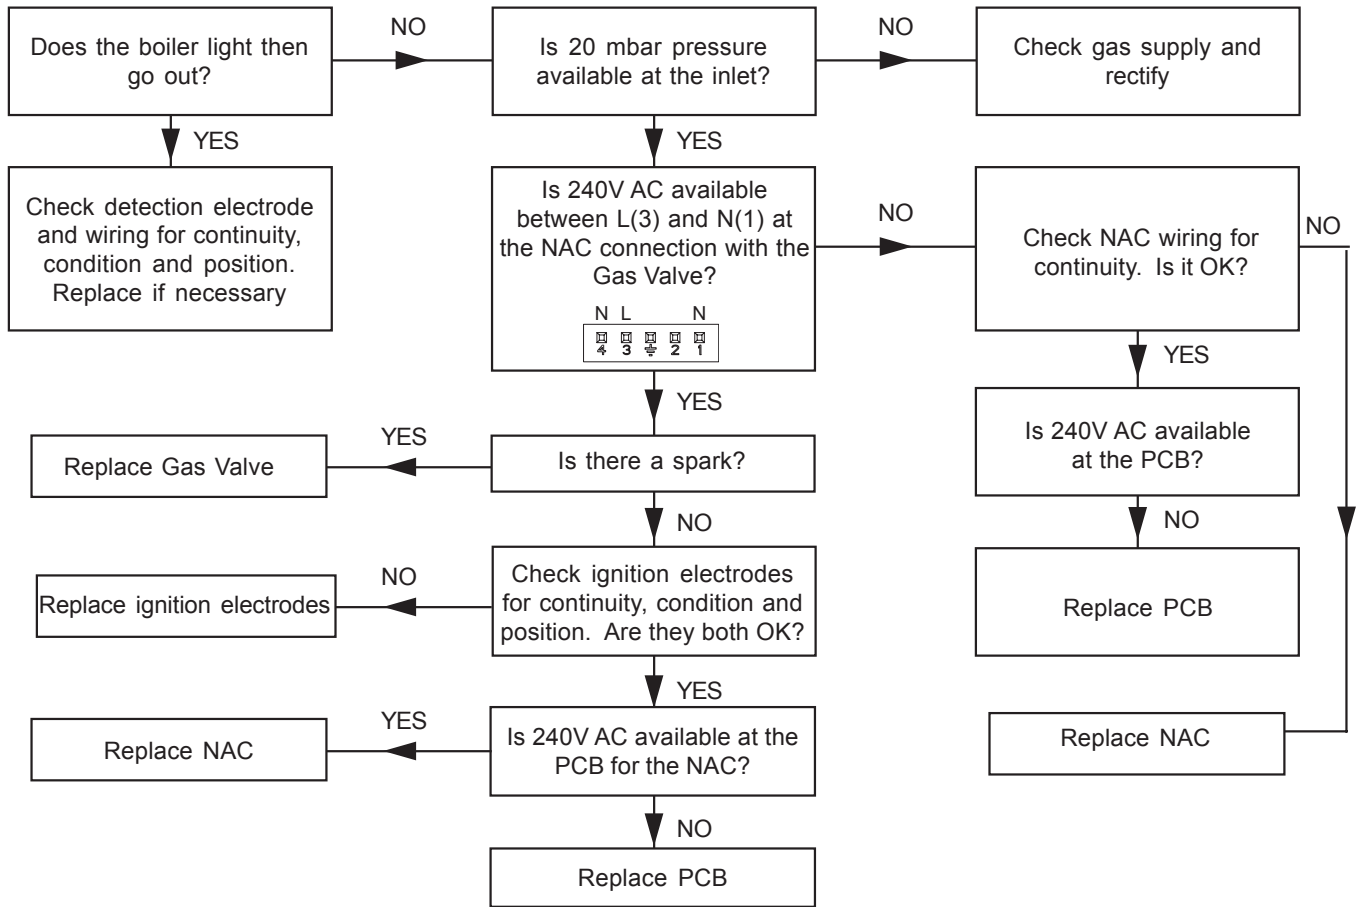 Does the boiler light then
go out?
NO
Is 20 mbar pressure
available at the inlet?
NO
Check gas supply and
rectify
YES
Check detection electrode
and wiring for continuity,
condition and position.
Replace if necessary
YES
Is 240V AC available
between L(3) and N(1) at
the NAC connection with the
Gas Valve?
N L N
4 3 2 1
NO
Check NAC wiring for
continuity. Is it OK?
NO
YES
Is 240V AC available
at the PCB?
NO
Replace PCB
Replace NAC
YES
Is there a spark?
YES
Replace Gas Valve
NO
Check ignition electrodes
for continuity, condition and
position. Are they both OK?
NO
Replace ignition electrodes
YES
Is 240V AC available at the
PCB for the NAC?
YES
Replace NAC
NO
Replace PCB